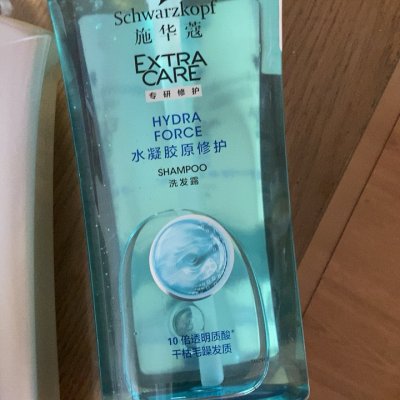 Schwarzkopf
施华蔻
EXTRA
CARE
专研修护
HYDRA
FORCE
水凝胶原修护
SHAMPOO
洗发露
10倍透明质酸*
干枯毛躁发质